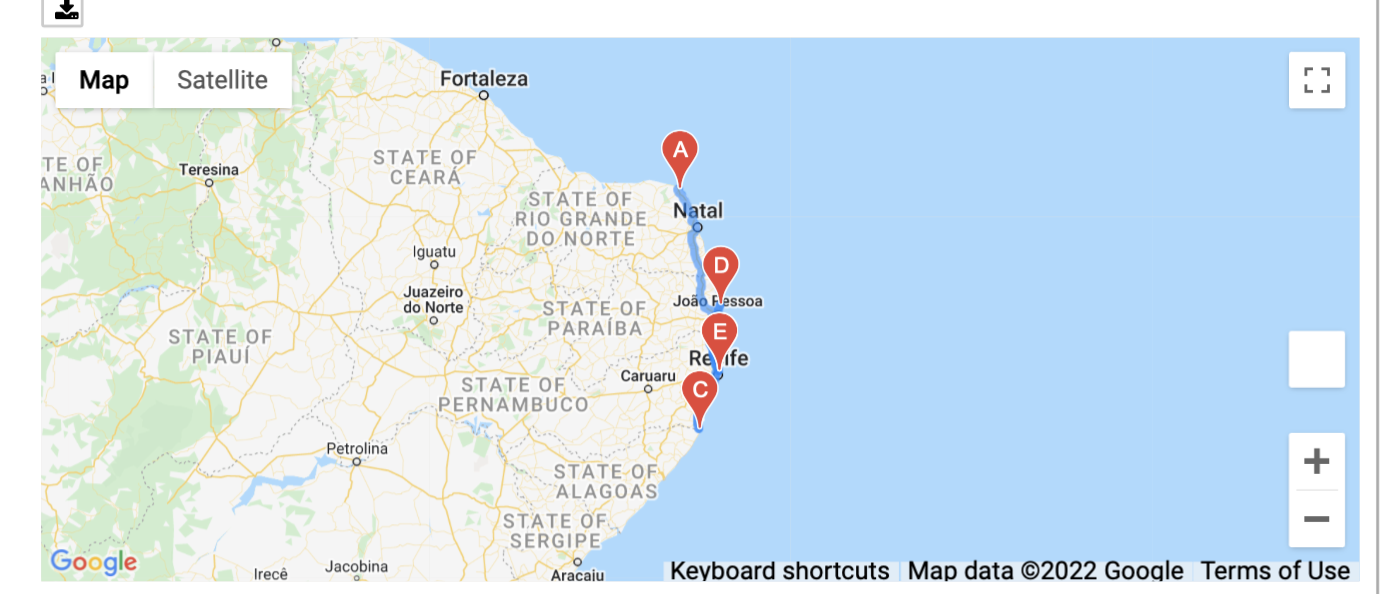 Map
Satellite
Fortaleza
A
TE OF
ANHÃO
Teresina
STATE OF
CEARÁ
STATE OF
RIO GRANDE
DO NORTE
Natal
Iguatu
D
Juazeiro
do Norte
João Pessoa
STATE OF
PARAÍBA
STATE OF
PIAUÍ
E
Recife
Caruaru
STATE OF
PERNAMBUCO
C
Petrolina
STATE OF
ALAGOAS
STATE OF
SERGIPE
Google
Irecê
Jacobina
Aracaju
Keyboard shortcuts
Map data ©2022 Google
Terms of Use